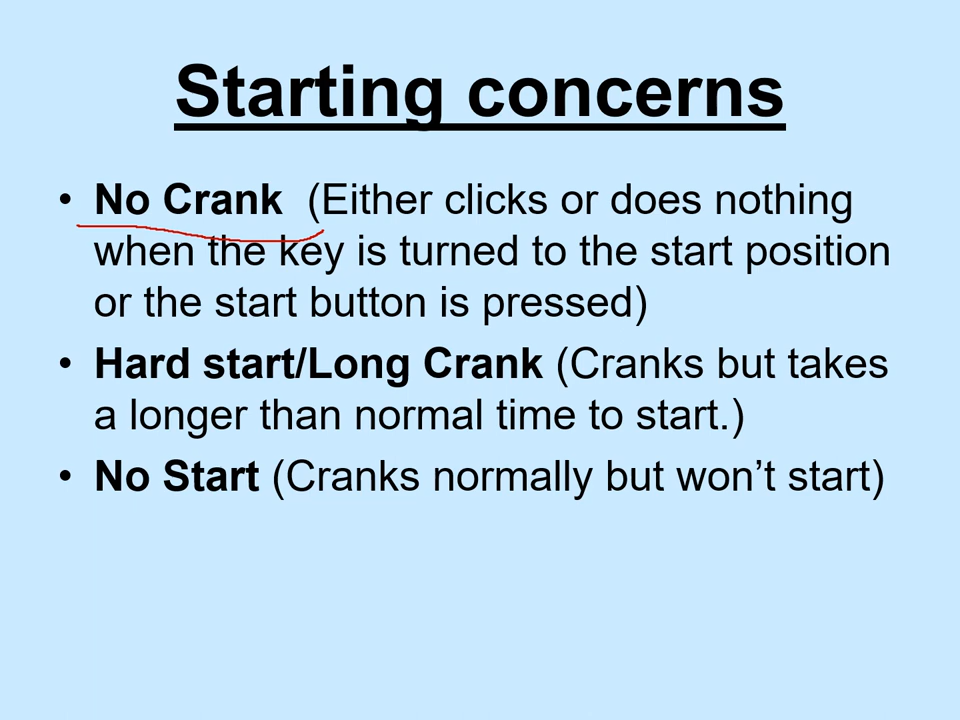 Starting concerns
• No Crank  (Either clicks or does nothing
when the key is turned to the start position
or the start button is pressed)
• Hard start/Long Crank (Cranks but takes
a longer than normal time to start.)
• No Start (Cranks normally but won’t start)